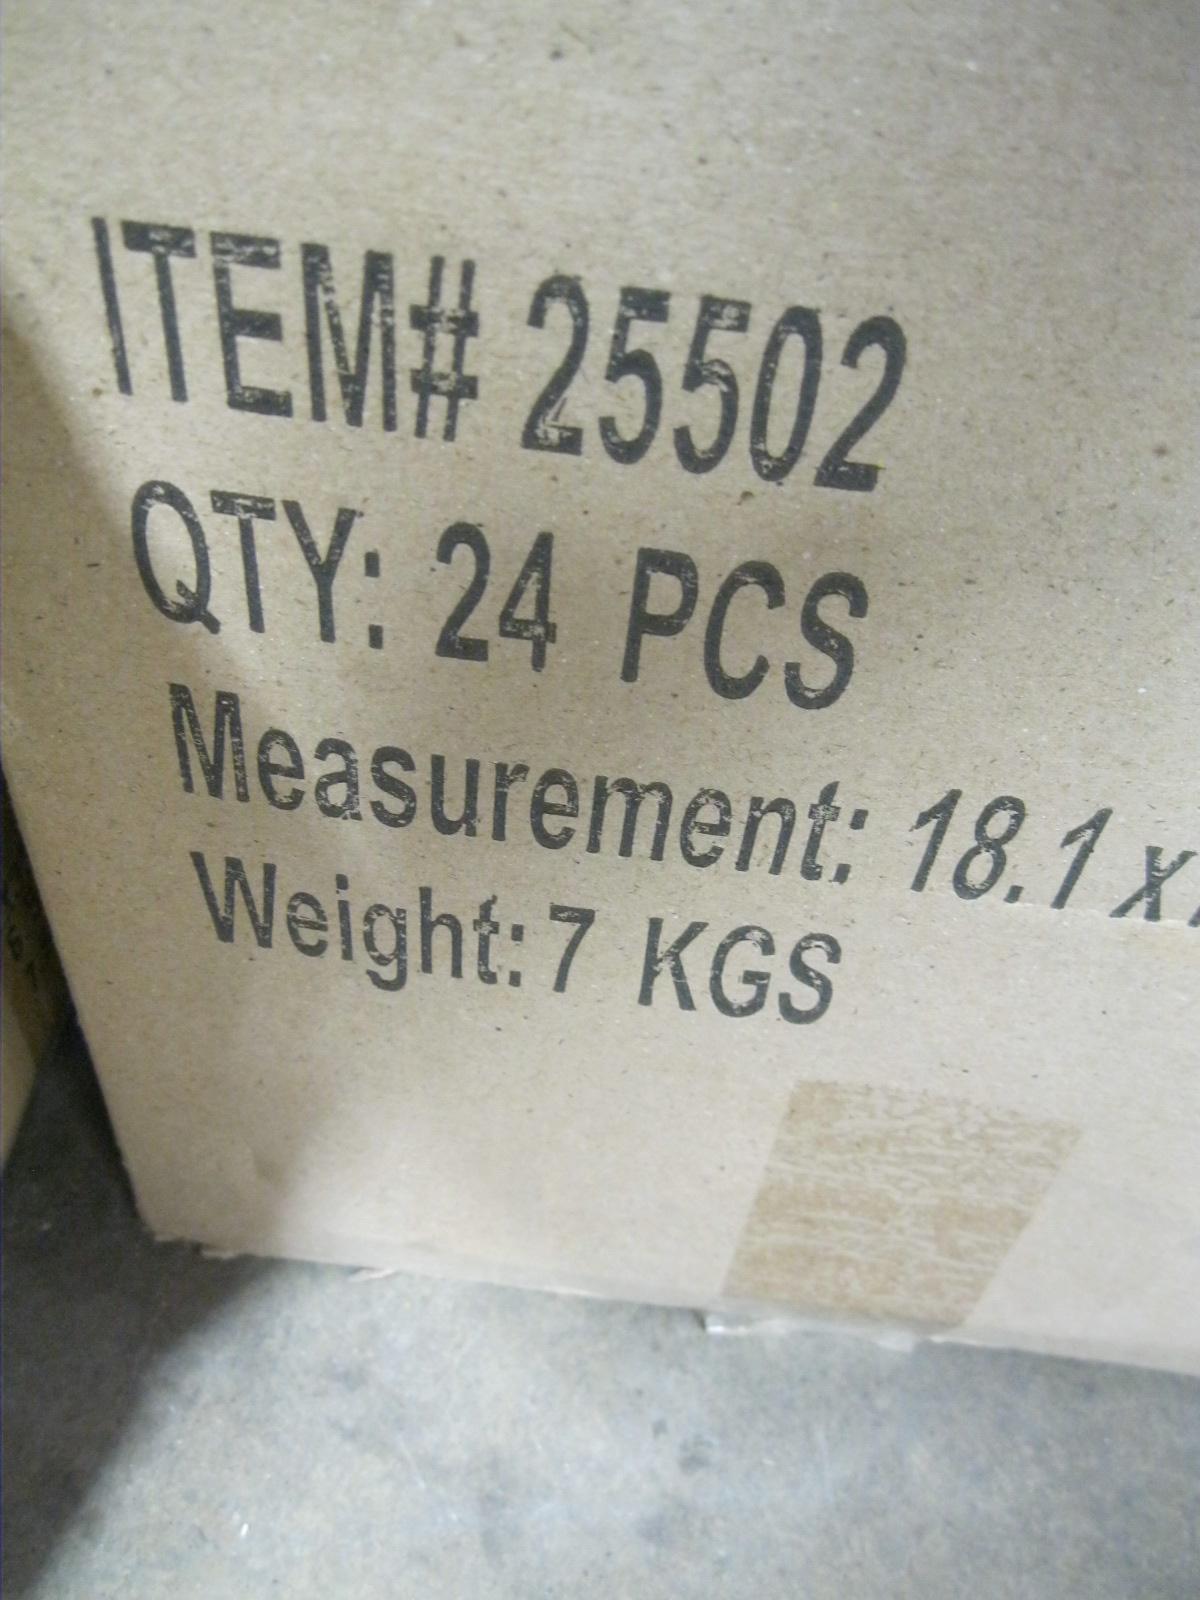 ITEM# 25502
QTY: 24 PCS
Measurement: 18.1 x
Weight: 7 KGS